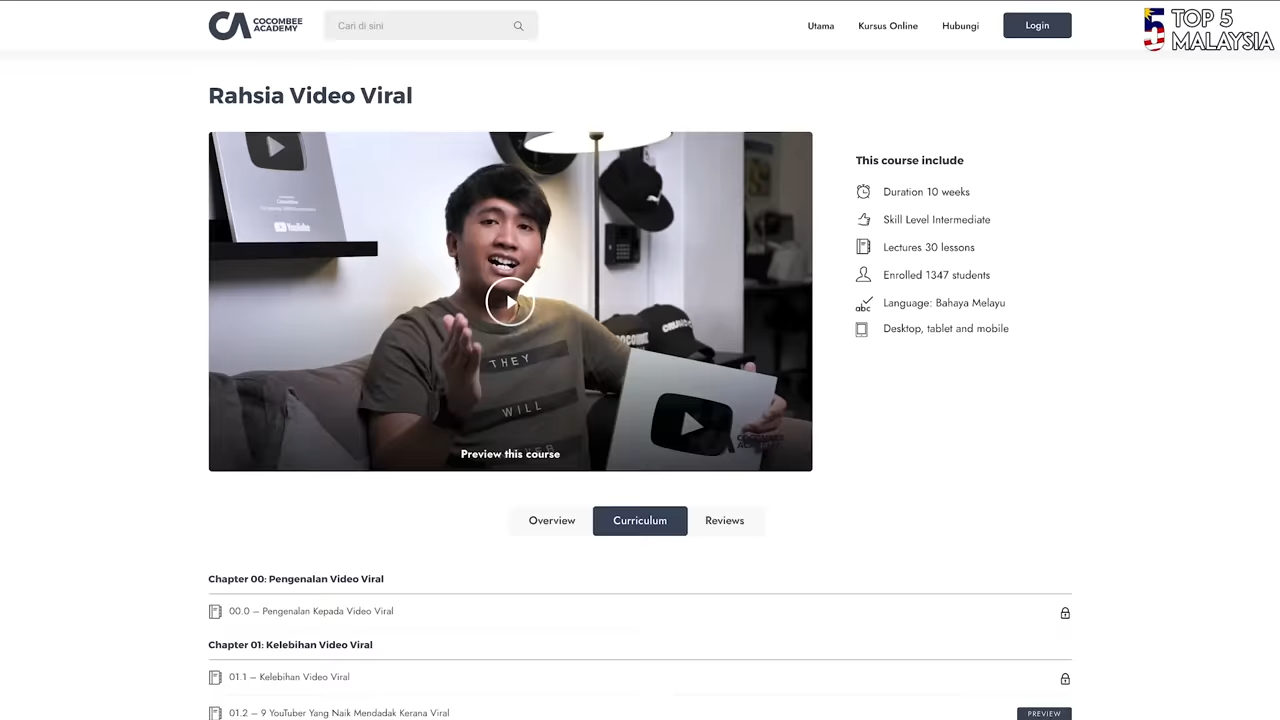 COCOMBEE
ACADEMY
Cari di sini
Utama
Kursus Online
Hubungi
Login
TOP 5
MALAYSIA
Rahsia Video Viral
YouTube
THEY
WILL
Preview this course
This course include
Duration 10 weeks
Skill Level Intermediate
Lectures 30 lessons
Enrolled 1347 students
abc
Language: Bahaya Melayu
Desktop, tablet and mobile
Overview
Curriculum
Reviews
Chapter 00: Pengenalan Video Viral
00.0 – Pengenalan Kepada Video Viral
Chapter 01: Kelebihan Video Viral
01.1 – Kelebihan Video Viral
01.2 – 9 YouTuber Yang Naik Mendadak Kerana Viral
PREVIEW